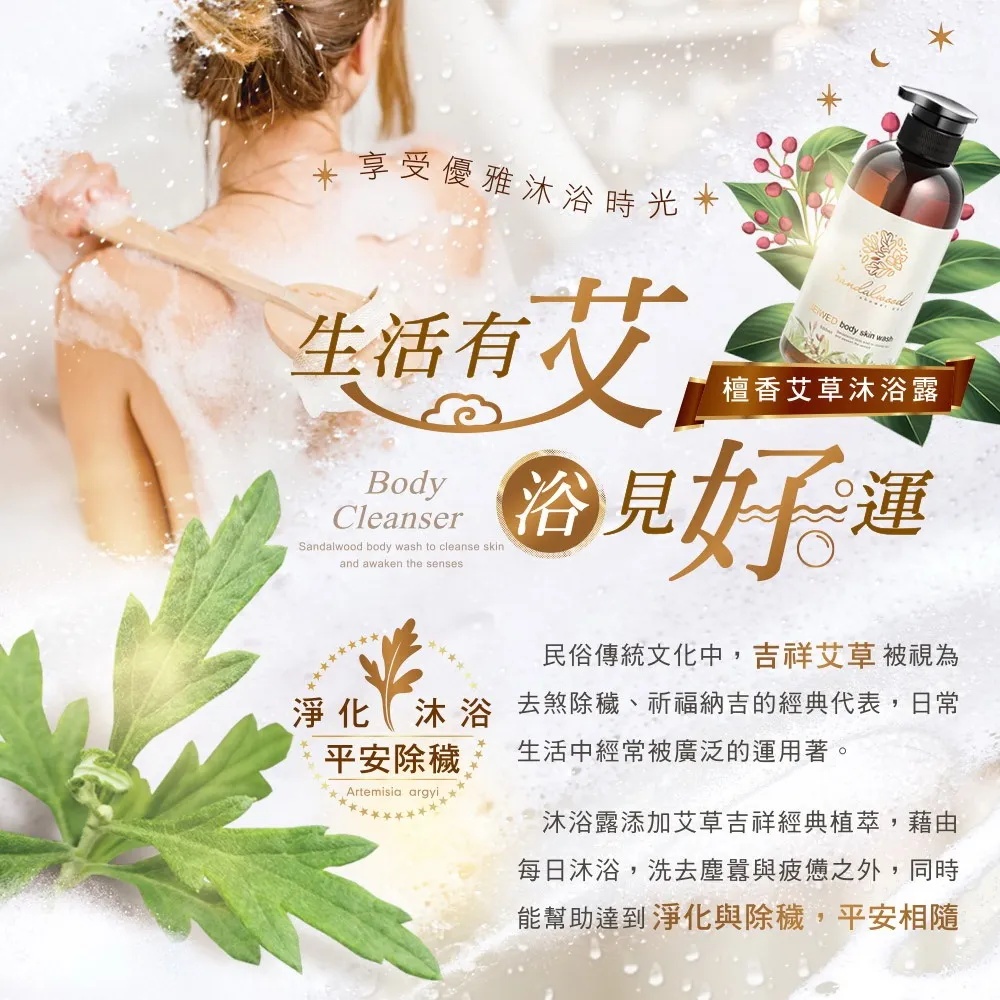 享受優雅沐浴時光
生活有艾
Sandalwood
body skin wash
檀香艾草沐浴露
浴見好運
Body
Cleanser
Sandalwood body wash to cleanse skin
and awaken the senses
淨化沐浴
平安除穢
Artemisia argyi
民俗傳統文化中，吉祥艾草被視為
去煞除穢、祈福納吉的經典代表，日常
生活中經常被廣泛的運用著。
沐浴露添加艾草吉祥經典植萃，藉由
每日沐浴，洗去塵囂與疲憊之外，同時
能幫助達到淨化與除穢，平安相隨